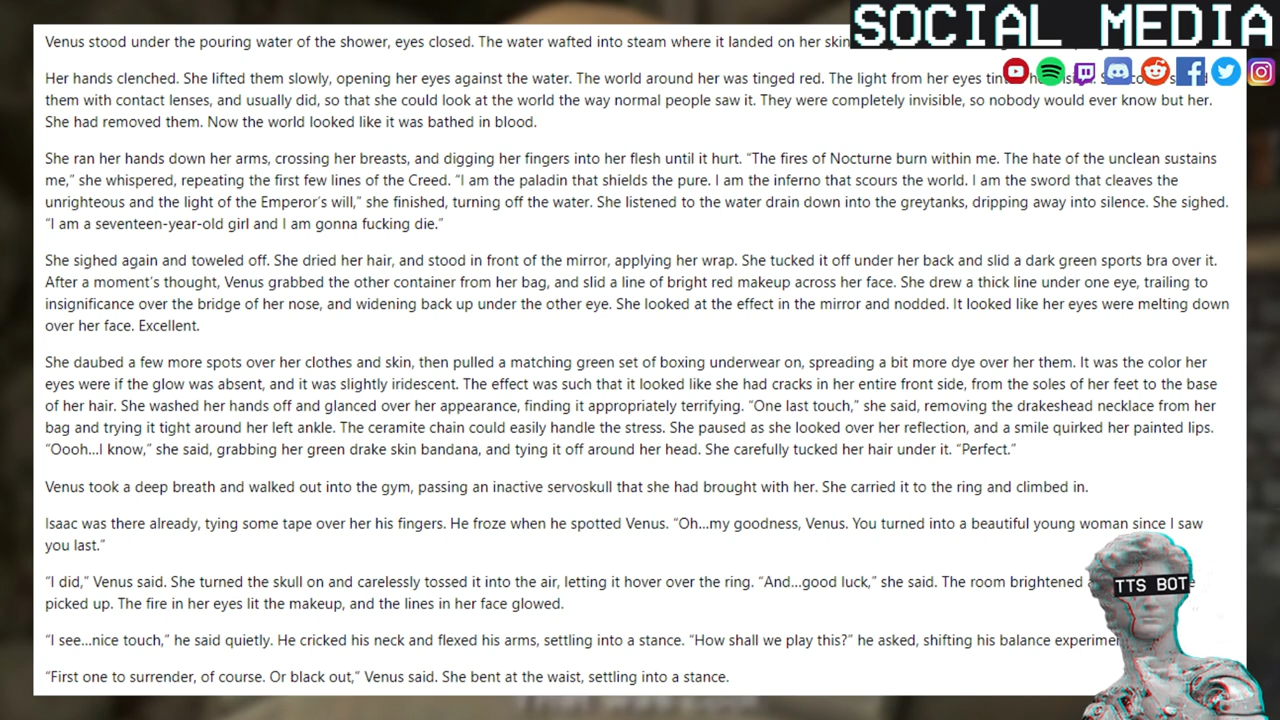 SOCIAL MEDIA
Venus stood under the pouring water of the shower, eyes closed. The water wafted into steam where it landed on her skin
Her hands clenched. She lifted them slowly, opening her eyes against the water. The world around her was tinged red. The light from her eyes
them with contact lenses, and usually did, so that she could look at the world the way normal people saw it. They were completely invisible, so nobody would ever know but her.
She had removed them. Now the world looked like it was bathed in blood.
She ran her hands down her arms, crossing her breasts, and digging her fingers into her flesh until it hurt. “The fires of Nocturne burn within me. The hate of the unclean sustains
me,” she whispered, repeating the first few lines of the Creed. “I am the paladin that shields the pure. I am the inferno that scours the world. I am the sword that cleaves the
unrighteous and the light of the Emperor’s will,” she finished, turning off the water. She listened to the water drain down into the greytanks, dripping away into silence. She sighed.
“I am a seventeen-year-old girl and I am gonna fucking die.”
She sighed again and toweled off. She dried her hair, and stood in front of the mirror, applying her wrap. She tucked it off under her back and slid a dark green sports bra over it.
After a moment’s thought, Venus grabbed the other container from her bag, and slid a line of bright red makeup across her face. She drew a thick line under one eye, trailing to
insignificance over the bridge of her nose, and widening back up under the other eye. She looked at the effect in the mirror and nodded. It looked like her eyes were melting down
over her face. Excellent.
She daubed a few more spots over her clothes and skin, then pulled a matching green set of boxing underwear on, spreading a bit more dye over her them. It was the color her
eyes were if the glow was absent, and it was slightly iridescent. The effect was such that it looked like she had cracks in her entire front side, from the soles of her feet to the base
of her hair. She washed her hands off and glanced over her appearance, finding it appropriately terrifying. “One last touch,” she said, removing the drakeshead necklace from her
bag and trying it tight around her left ankle. The ceramite chain could easily handle the stress. She paused as she looked over her reflection, and a smile quirked her painted lips.
“Oooh...I know,” she said, grabbing her green drake skin bandana, and tying it off around her head. She carefully tucked her hair under it. “Perfect.”
Venus took a deep breath and walked out into the gym, passing an inactive servoskull that she had brought with her. She carried it to the ring and climbed in.
Isaac was there already, tying some tape over her his fingers. He froze when he spotted Venus. “Oh...my goodness, Venus. You turned into a beautiful young woman since I saw
you last.”
“I did,” Venus said. She turned the skull on and carelessly tossed it into the air, letting it hover over the ring. “And...good luck,” she said. The room brightened
picked up. The fire in her eyes lit the makeup, and the lines in her face glowed.
“I see...nice touch,” he said quietly. He cricked his neck and flexed his arms, settling into a stance. “How shall we play this?” he asked, shifting his balance
“First one to surrender, of course. Or black out,” Venus said. She bent at the waist, settling into a stance.
TTS BOT